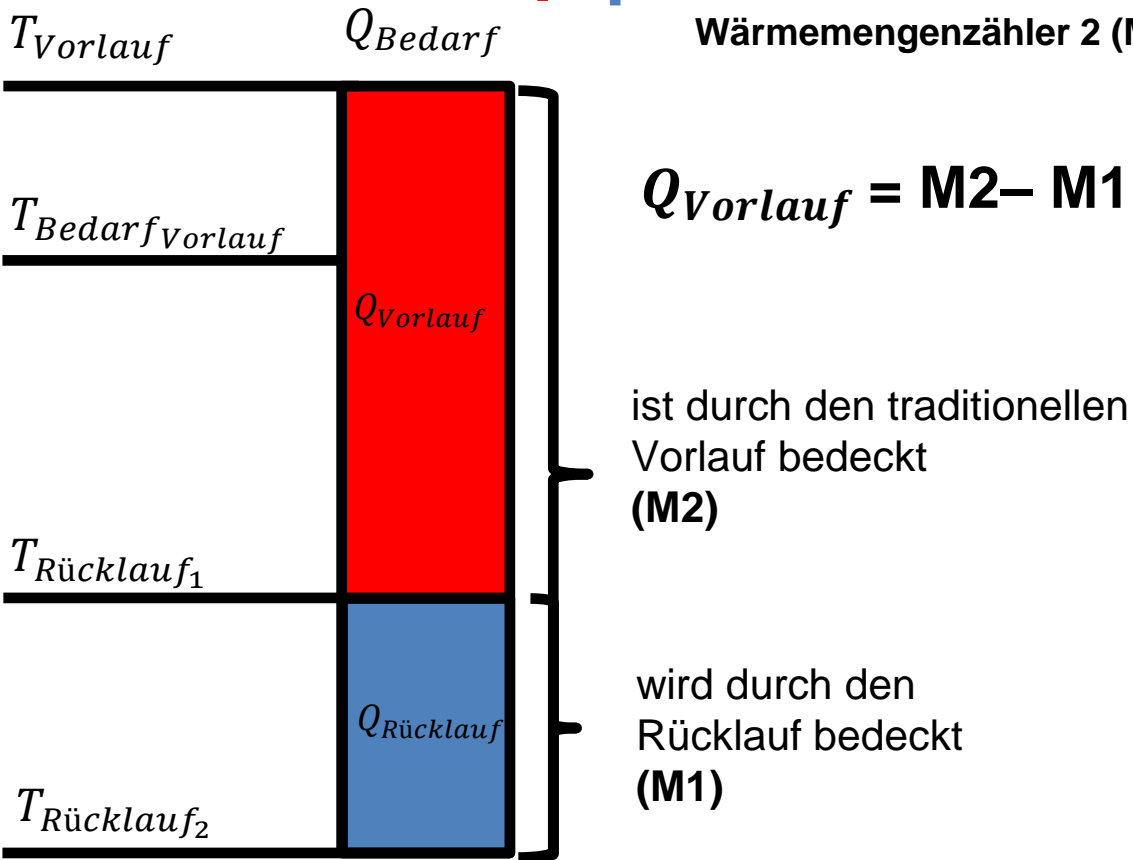 T_Vorlauf
Q_Bedarf
Wärmemengenzähler 2 (
T_Bedarf_Vorlauf
Q_Vorlauf = M2– M1
Q_Vorlauf
ist durch den traditionellen
Vorlauf bedeckt
(M2)
T_Rücklauf_1
Q_Rücklauf
wird durch den
Rücklauf bedeckt
(M1)
T_Rücklauf_2